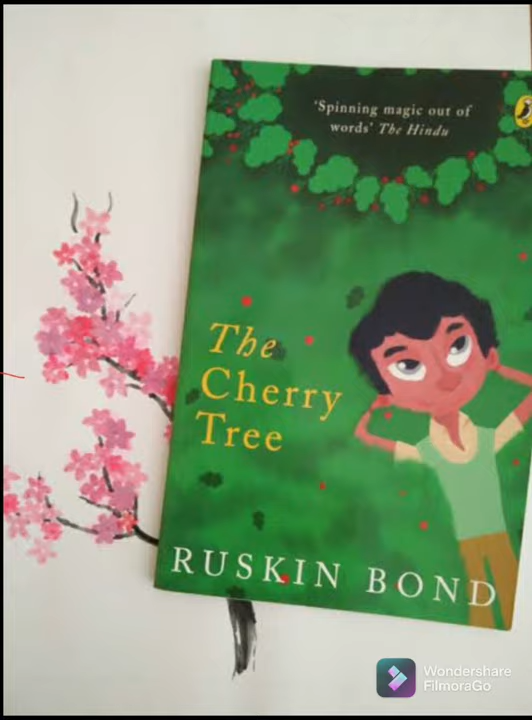 'Spinning magic out of
words' The Hindu
The
Cherry
Tree
RUSKIN BOND
Wondershare
FilmoraGo